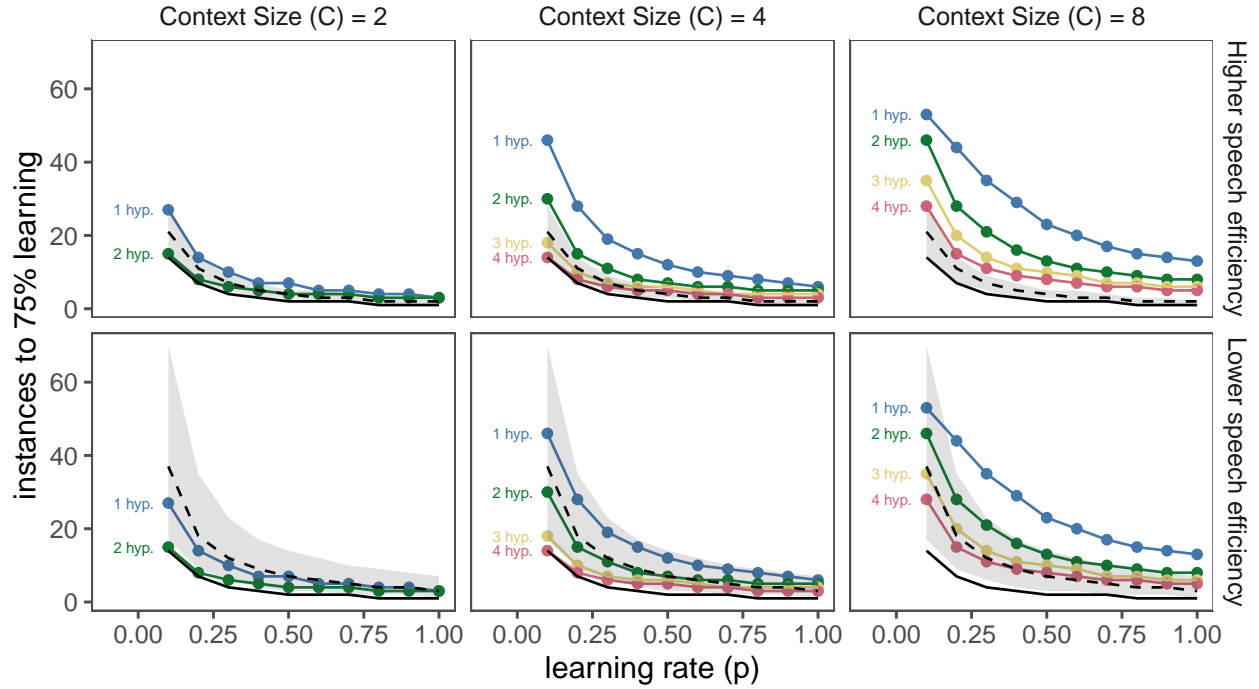 Context Size (C) = 2
Context Size (C) = 4
Context Size (C) = 8
Higher speech efficiency
Lower speech efficiency
instances to 75% learning
60
40
20
0
1 hyp.
2 hyp.
1 hyp.
2 hyp.
3 hyp.
4 hyp.
1 hyp.
2 hyp.
3 hyp.
4 hyp.
60
40
20
0
1 hyp.
2 hyp.
1 hyp.
2 hyp.
3 hyp.
4 hyp.
1 hyp.
2 hyp.
3 hyp.
4 hyp.
0.00 0.25 0.50 0.75 1.00
0.00 0.25 0.50 0.75 1.00
0.00 0.25 0.50 0.75 1.00
learning rate (p)